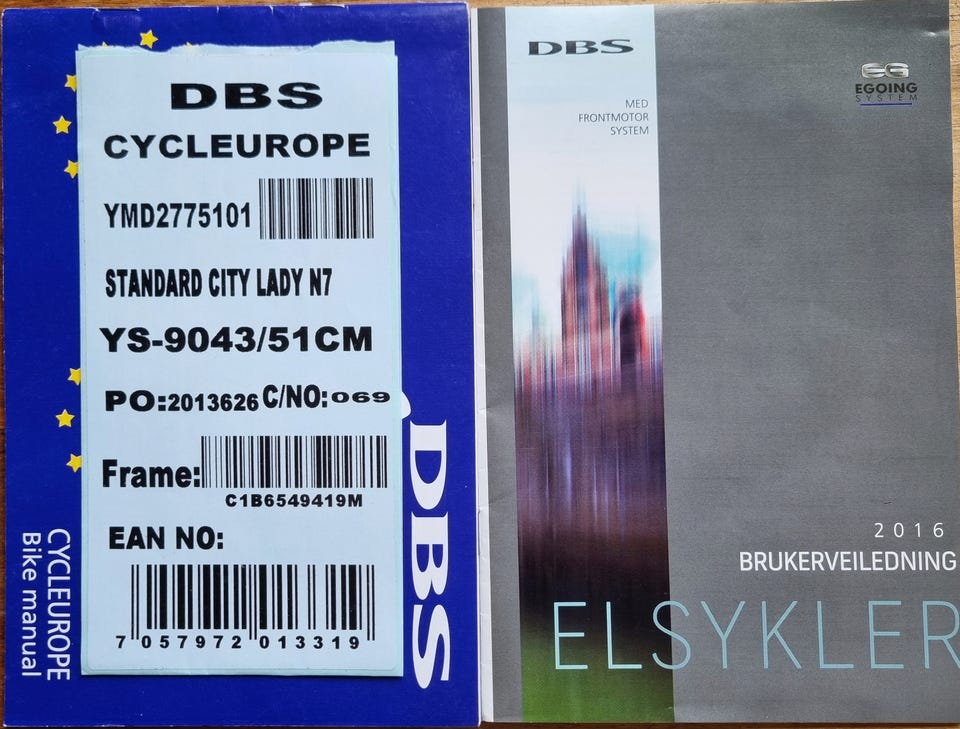 DBS
CYCLEUROPE
YMD2775101
STANDARD CITY LADY N7
YS-9043/51CM
PO:2013626 C/NO:069
Frame:
C1B6549419M
EAN NO:
7 057972 013319
CYCLEUROPE
Bike manual
DBS
DBS
MED
FRONTMOTOR
SYSTEM
EG
EGOING
SYSTEM
2016
BRUKERVEILEDNING
ELSYKLER